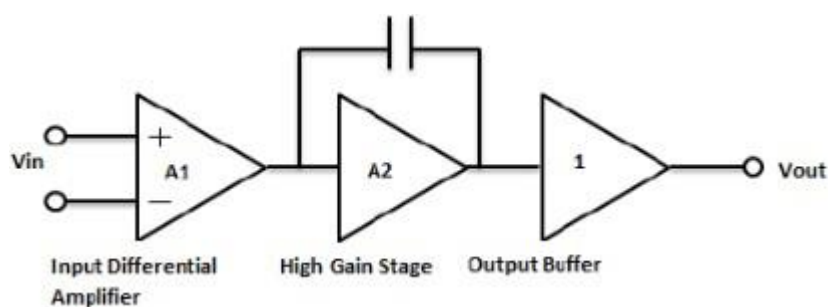 Vin
+
−
A1
A2
1
Vout
Input Differential
Amplifier
High Gain Stage
Output Buffer